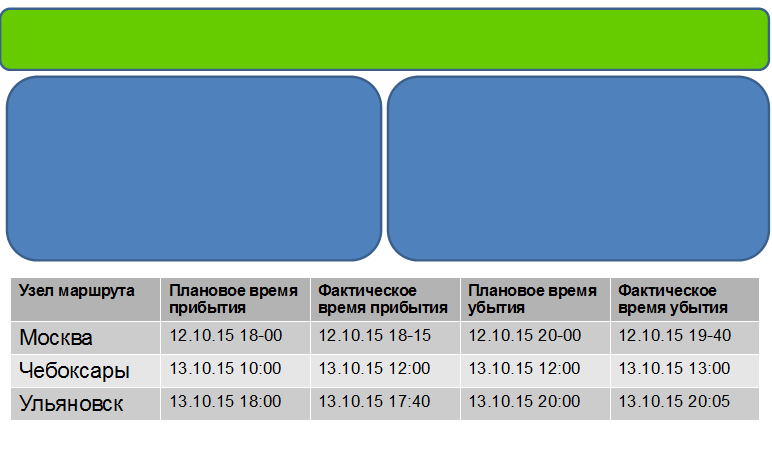 Узел маршрута Плановое время прибытия Фактическое время прибытия Плановое время убытия Фактическое время убытия
Москва 12.10.15 18-00 12.10.15 18-15 12.10.15 20-00 12.10.15 19-40
Чебоксары 13.10.15 10:00 13.10.15 12:00 13.10.15 12:00 13.10.15 13:00
Ульяновск 13.10.15 18:00 13.10.15 17:40 13.10.15 20:00 13.10.15 20:05